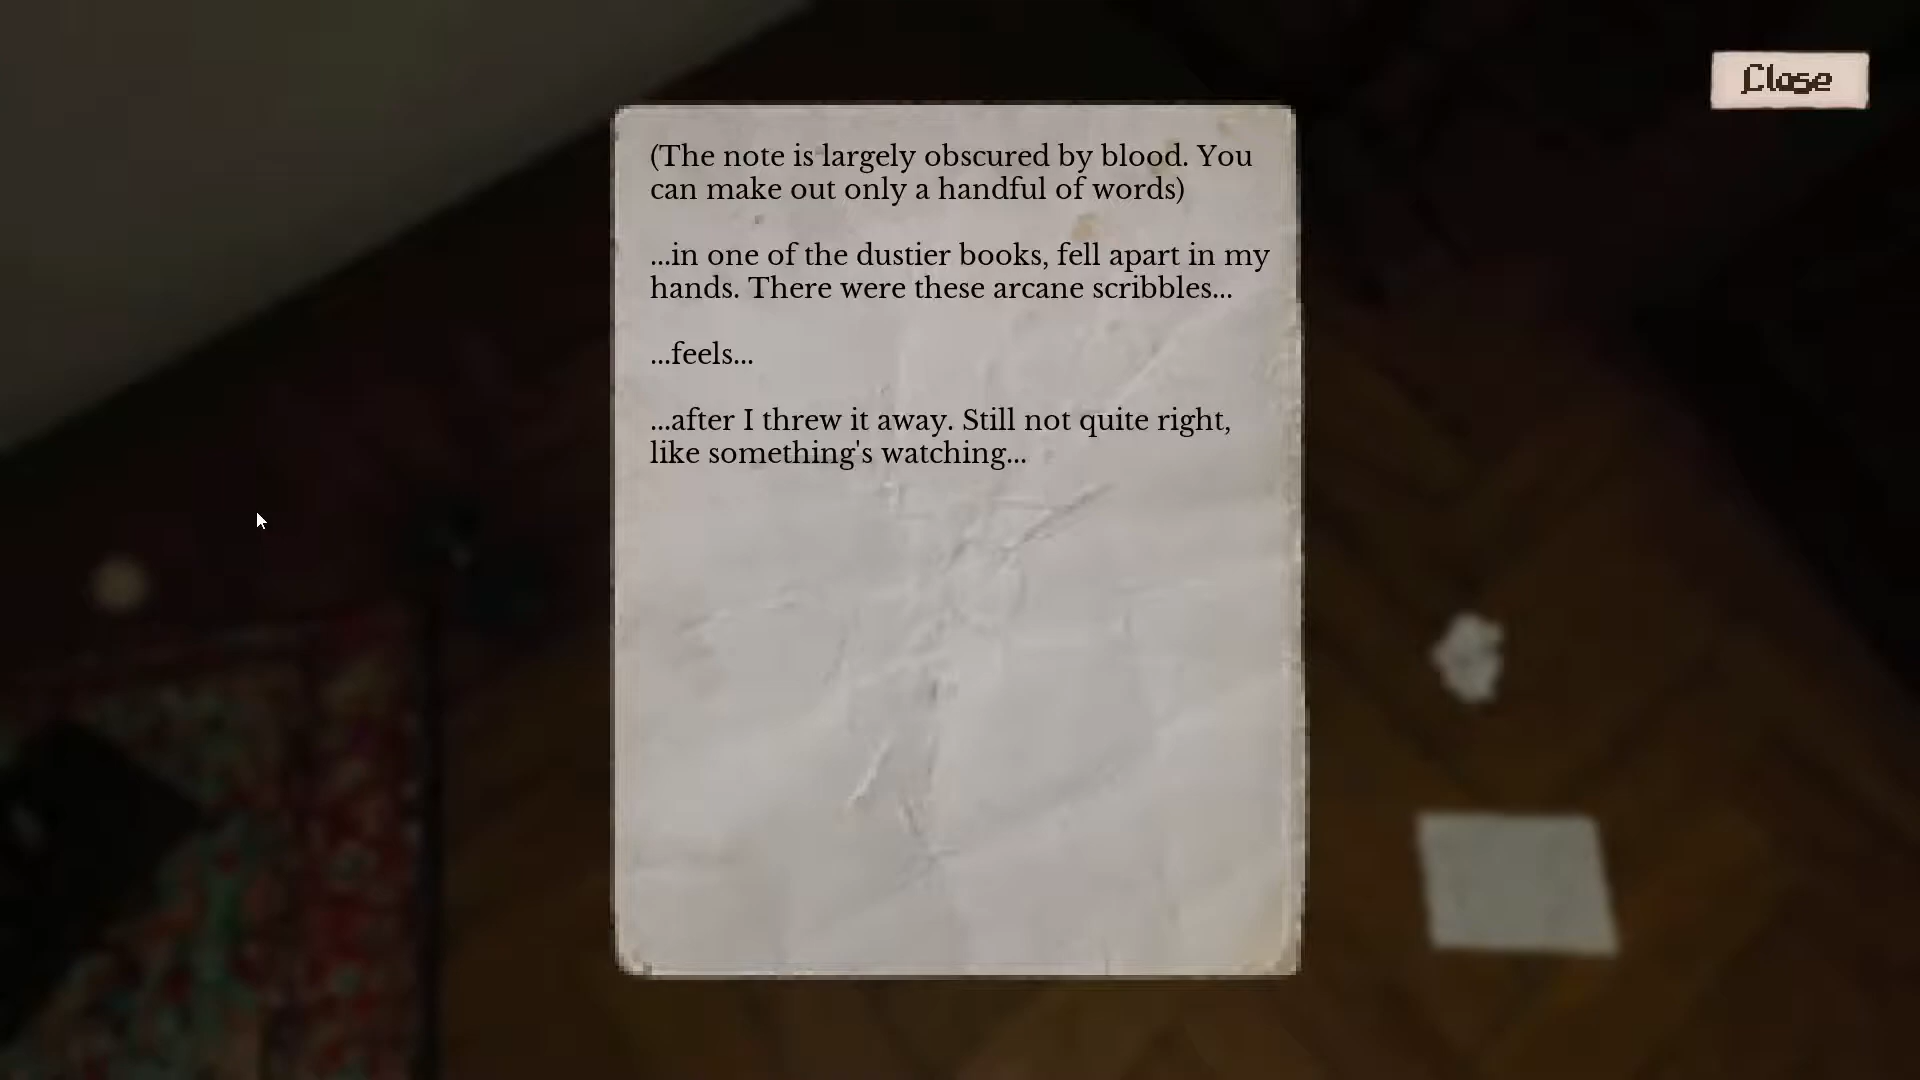 Close
(The note is largely obscured by blood. You
can make out only a handful of words)
...in one of the dustier books, fell apart in my
hands. There were these arcane scribbles...
...feels...
...after I threw it away. Still not quite right,
like something's watching...